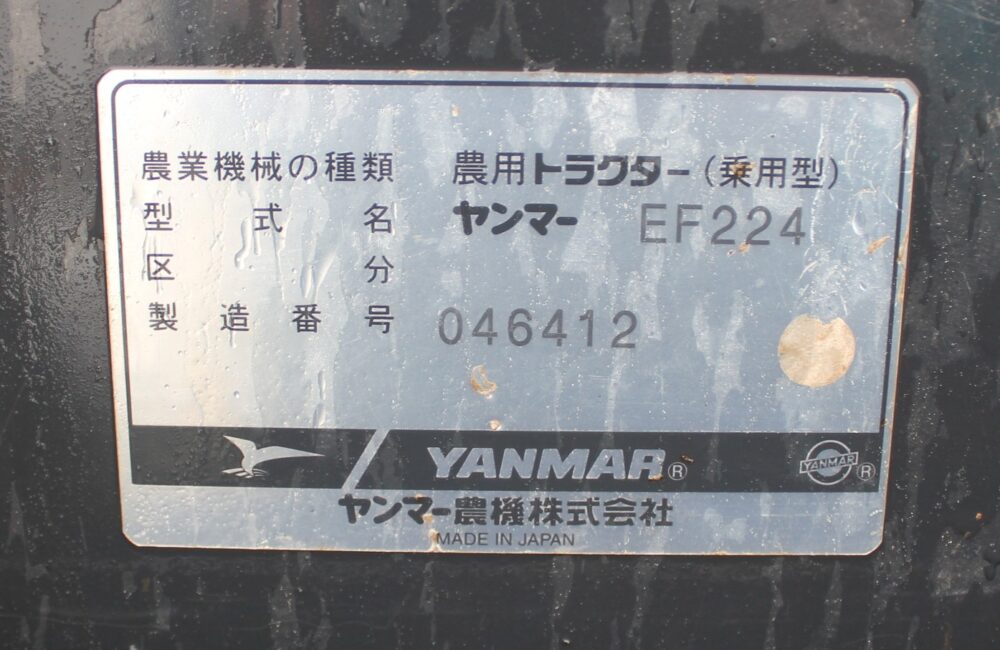 農業機械の種類 農用トラクター(乗用型)
型式名 ヤンマー EF224
区分
製造番号 046412
YANMAR® YANMAR®
ヤンマー農機株式会社
MADE IN JAPAN